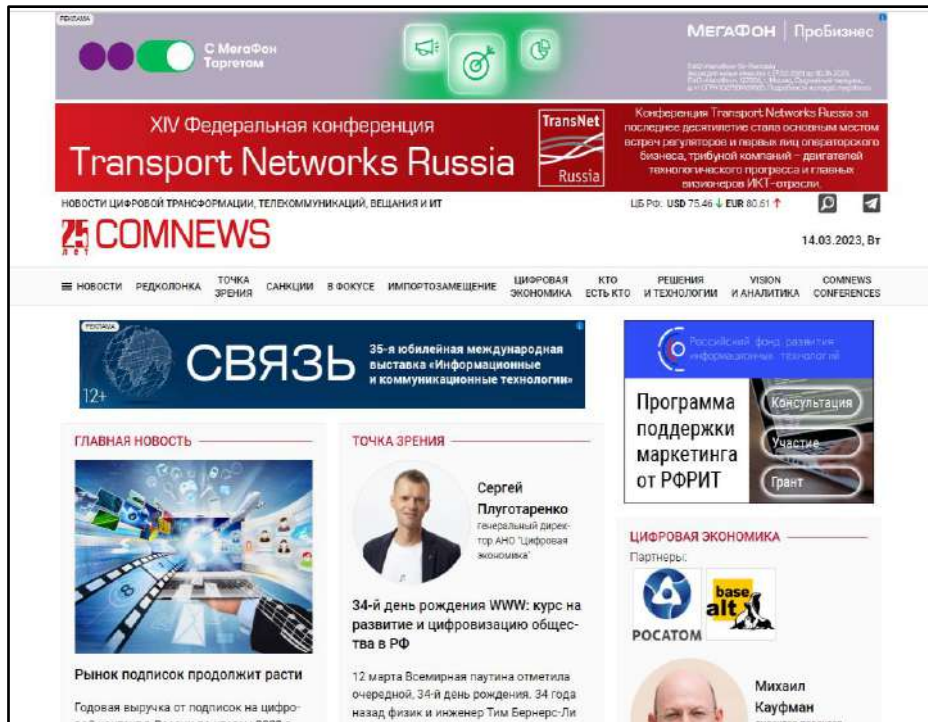 РЕКЛАМА
С МегаФон
Таргетом
МЕГАФОН | ПроБизнес
XIV Федеральная конференция
Transport Networks Russia
TransNet
Russia
Конференция Transport Networks Russia за
последнее десятилетие стала основным местом
встреч регуляторов и первых лиц операторского
бизнеса, трибуной компаний – двигателей
технологического прогресса и главных
визионеров ИКТ-отрасли.
НОВОСТИ ЦИФРОВОЙ ТРАНСФОРМАЦИИ, ТЕЛЕКОММУНИКАЦИЙ, ВЕЩАНИЯ И ИТ
ЦБ РФ: USD 75.46 ↓ EUR 80.61 ↑
25 лет COMNEWS
14.03.2023, Вт
НОВОСТИ РЕДКОЛОНКА ТОЧКА ЗРЕНИЯ САНКЦИИ В ФОКУСЕ ИМПОРТОЗАМЕЩЕНИЕ ЦИФРОВАЯ ЭКОНОМИКА КТО ЕСТЬ КТО РЕШЕНИЯ И ТЕХНОЛОГИИ VISION И АНАЛИТИКА COMNEWS CONFERENCES
РЕКЛАМА
12+
СВЯЗЬ
35-я юбилейная международная
выставка «Информационные
и коммуникационные технологии»
Российский фонд развития
информационных технологий
Программа
поддержки
маркетинга
от РФРИТ
Консультация
Участие
Грант
ГЛАВНАЯ НОВОСТЬ
Рынок подписок продолжит расти
Годовая выручка от подписок на цифро-
ТОЧКА ЗРЕНИЯ
Сергей
Плуготаренко
генеральный дирек-
тор АНО "Цифровая
экономика"
34-й день рождения WWW: курс на
развитие и цифровизацию общес-
тва в РФ
12 марта Всемирная паутина отметила
очередной, 34-й день рождения. 34 года
назад физик и инженер Тим Бернерс-Ли
ЦИФРОВАЯ ЭКОНОМИКА
Партнеры:
РОСАТОМ
base
alt
Михаил
Кауфман